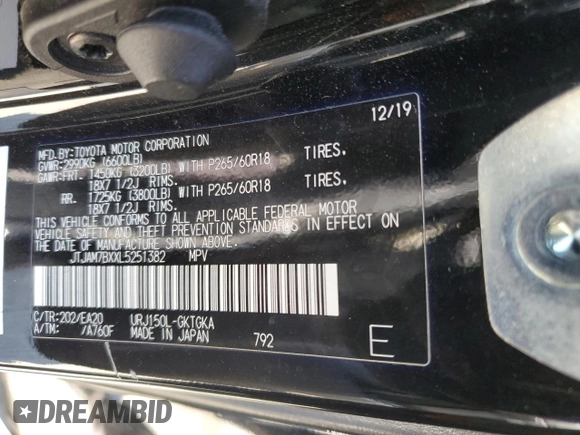 12/19
MFD.BY:TOYOTA MOTOR CORPORATION
GVWR:2990KG (6600LB)
GAWR:FRT. 1450KG (3200LB) WITH P265/60R18 TIRES,
18X7 1/2J RIMS.
RR. 1725KG (3800LB) WITH P265/60R18 TIRES,
18X7 1/2J RIMS.
THIS VEHICLE CONFORMS TO ALL APPLICABLE FEDERAL MOTOR
VEHICLE SAFETY AND THEFT PREVENTION STANDARDS IN EFFECT ON
THE DATE OF MANUFACTURE SHOWN ABOVE.
JTJAM7BXXL5251382 MPV
C/TR:202/EA20 URJ150L-GKTGKA
A/TM: /A760F MADE IN JAPAN 792 E
DREAMBID